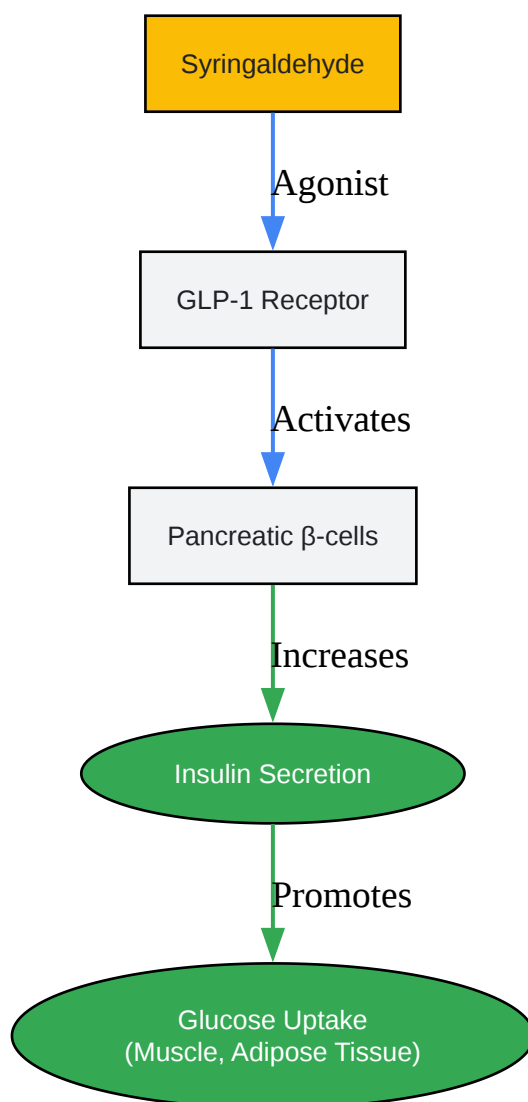 Syringaldehyde
Agonist
GLP-1 Receptor
Activates
Pancreatic β-cells
Increases
Insulin Secretion
Promotes
Glucose Uptake
(Muscle, Adipose Tissue)